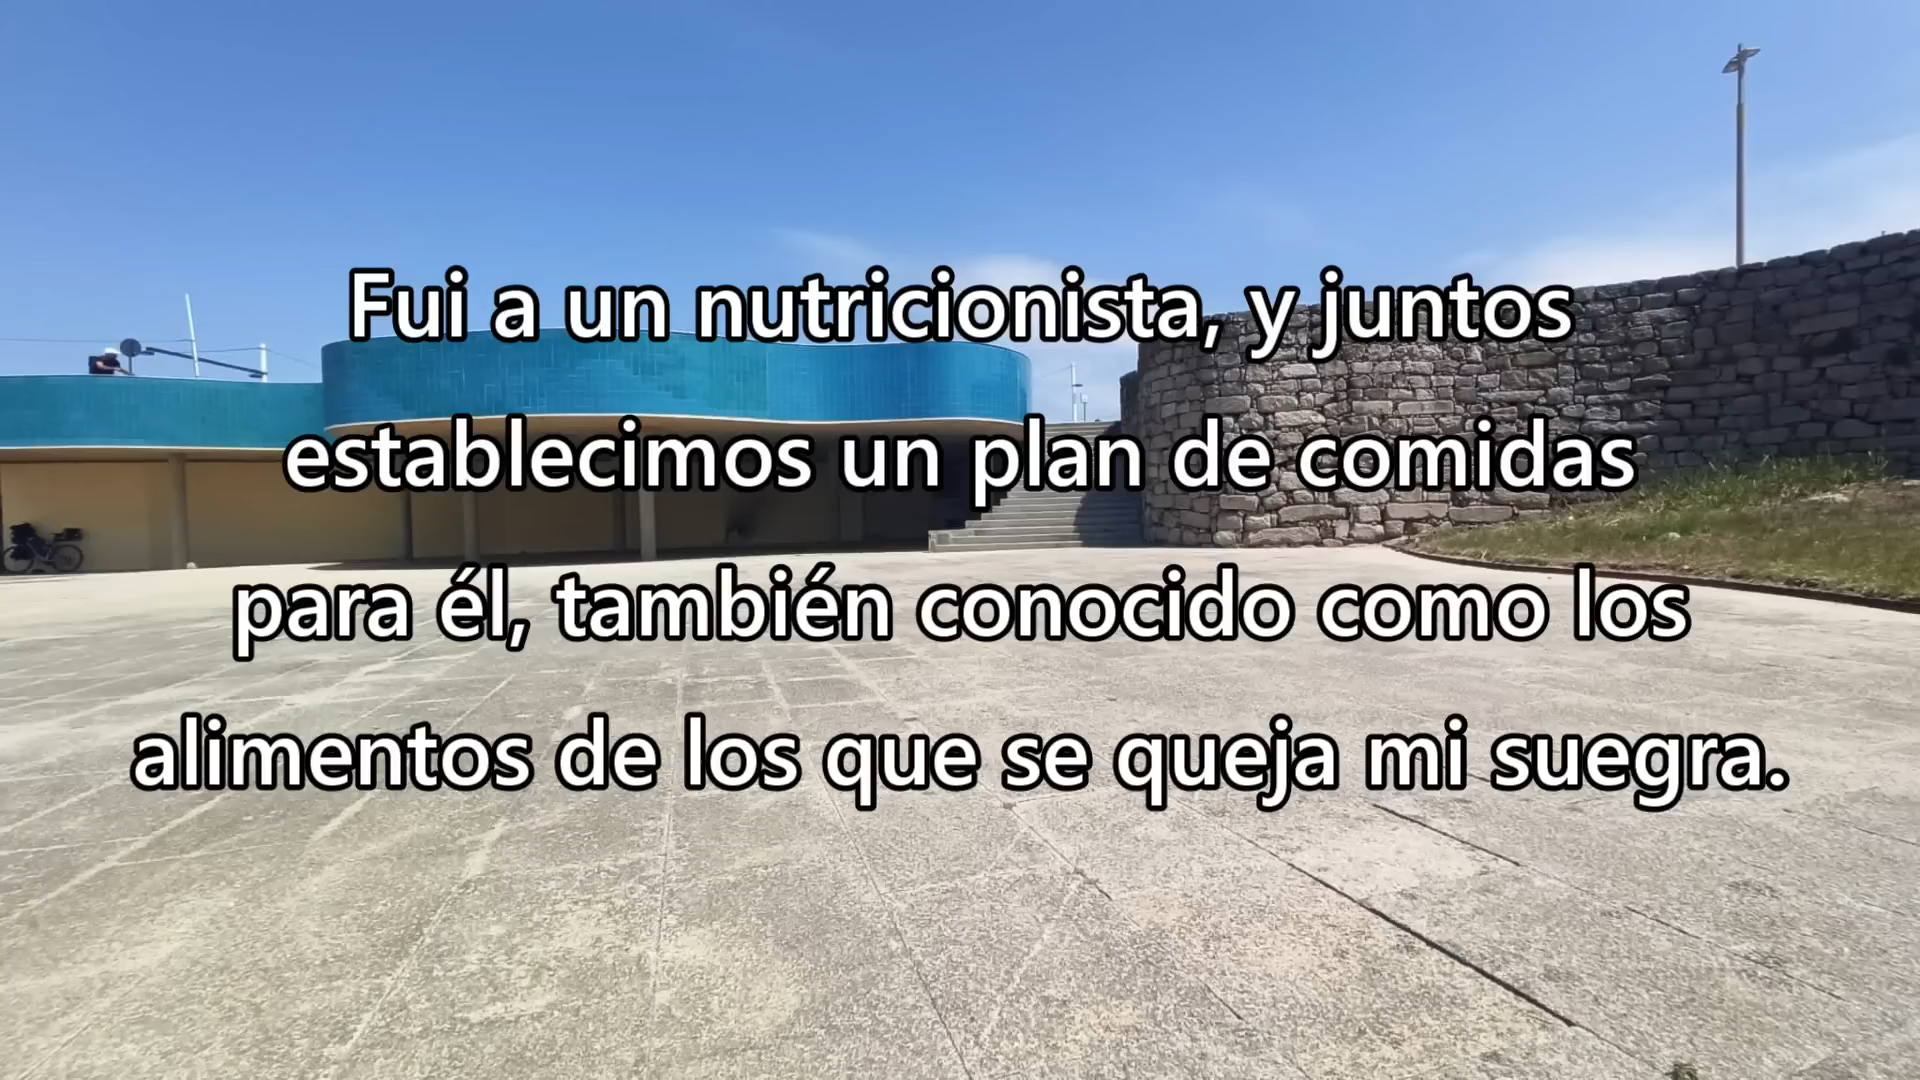 Fui a un nutricionista, y juntos
establecimos un plan de comidas
para él, también conocido como los
alimentos de los que se queja mi suegra.